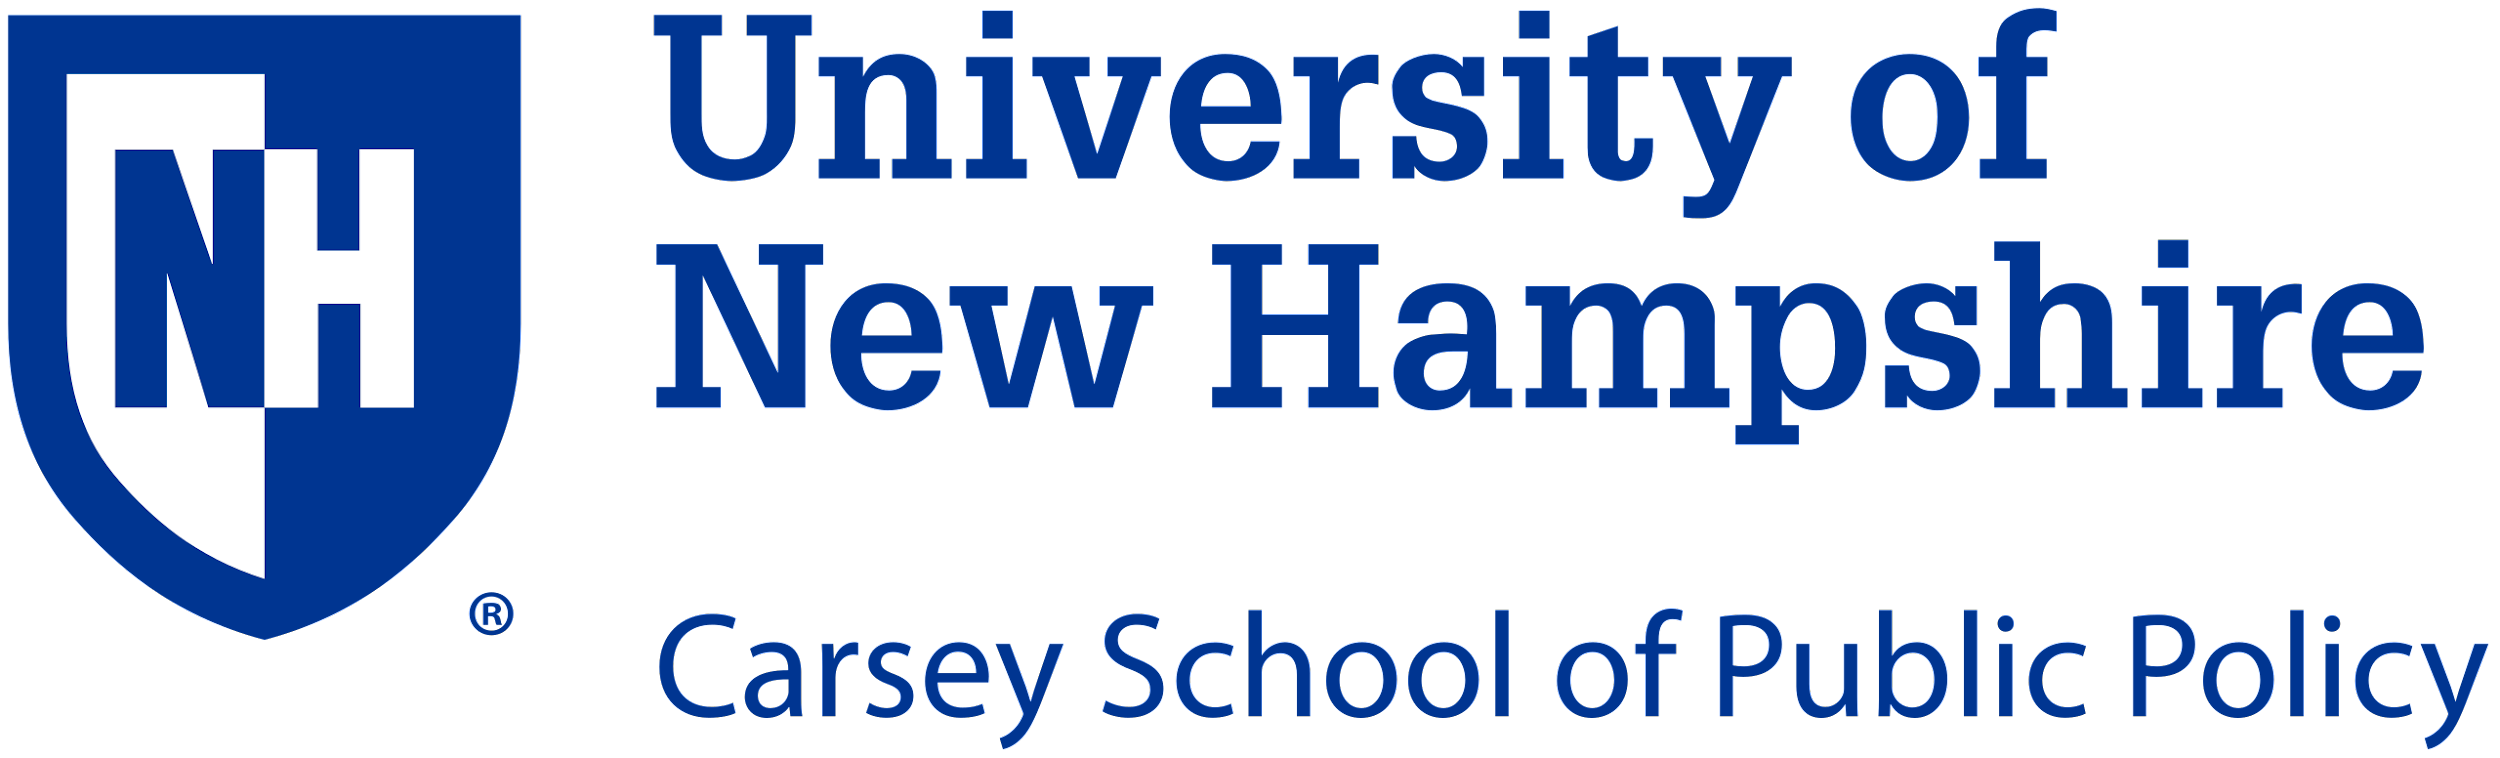 NH
®
University of
New Hampshire
Carsey School of Public Policy